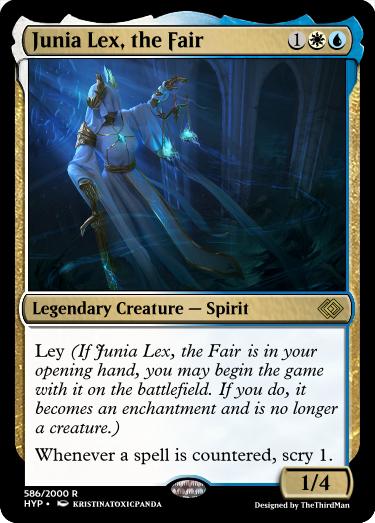 Junia Lex, the Fair 1
Legendary Creature — Spirit
Ley (If Junia Lex, the Fair is in your
opening hand, you may begin the game
with it on the battlefield. If you do, it
becomes an enchantment and is no longer
a creature.)
Whenever a spell is countered, scry 1.
1/4
586/2000 R
HYP • KRISTINATOXICPANDA
Designed by TheThirdMan